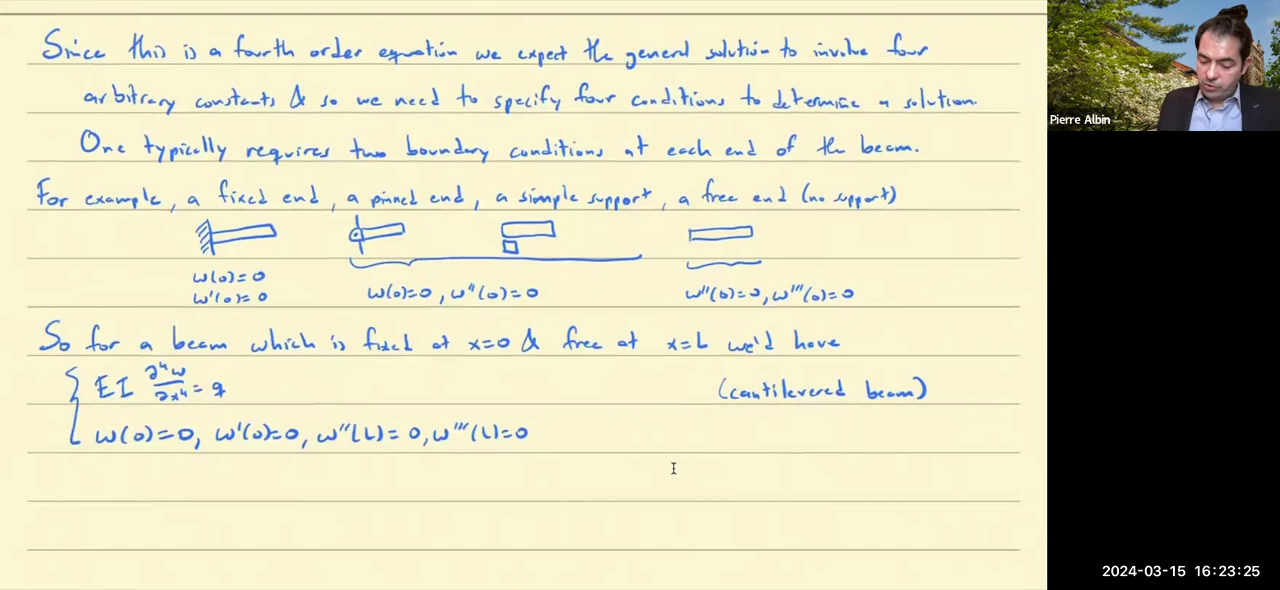 Since this is a fourth order equation we expect the general solution to involve four
arbitrary constants & so we need to specify four conditions to determine a solution.
One typically requires two boundary conditions at each end of the beam.
For example, a fixed end, a pinned end, a simple support, a free end (no support)
w(0)=0
w'(0)=0
w(0)=0, w''(0)=0
w''(0)=0, w'''(0)=0
So for a beam which is fixed at x=0 & free at x=L we'd have
EI ∂⁴w/∂x⁴ = q
(cantilevered beam)
w(0)=0, w'(0)=0, w''(L)=0, w'''(L)=0
Pierre Albin
2024-03-15 16:23:25